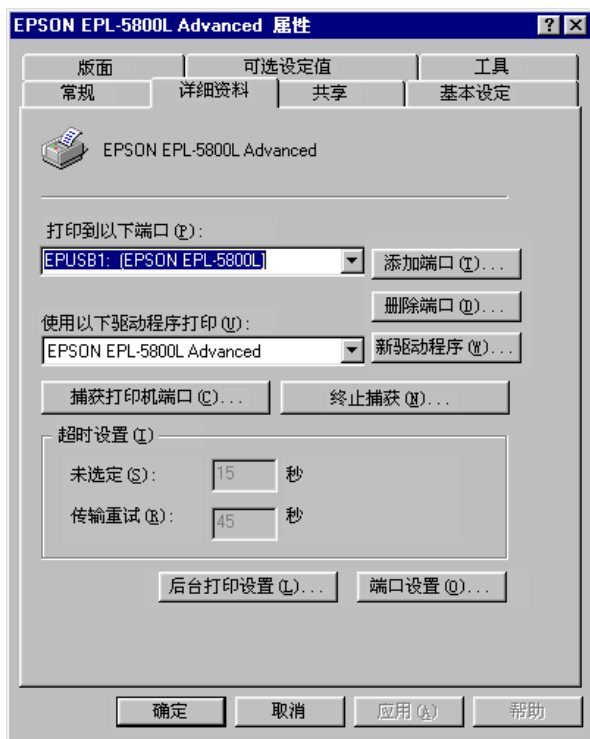 EPSON EPL-5800L Advanced 属性
版面 可选设定值 工具
常规 详细资料 共享 基本设定
EPSON EPL-5800L Advanced
打印到以下端口(P):
EPUSB1: (EPSON EPL-5800L)
添加端口(T)...
删除端口(D)...
使用以下驱动程序打印(U):
EPSON EPL-5800L Advanced
新驱动程序(W)...
捕获打印机端口(C)... 终止捕获(N)...
超时设置(I)
未选定(S): 15 秒
传输重试(R): 45 秒
后台打印设置(L)... 端口设置(O)...
确定 取消 应用(A) 帮助